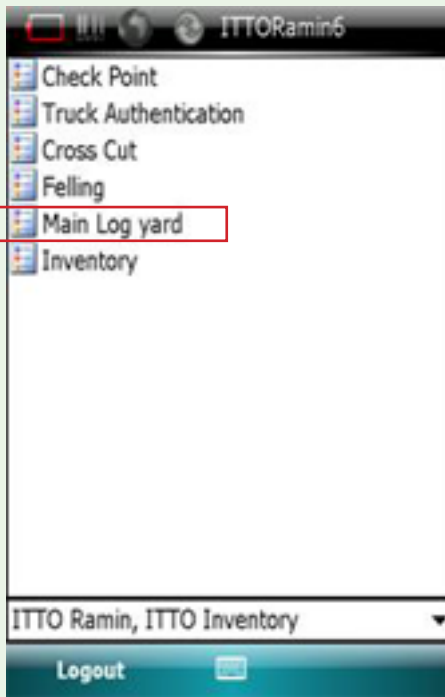 ITTORamin6
Check Point
Truck Authentication
Cross Cut
Felling
Main Log yard
Inventory
ITTO Ramin, ITTO Inventory
Logout